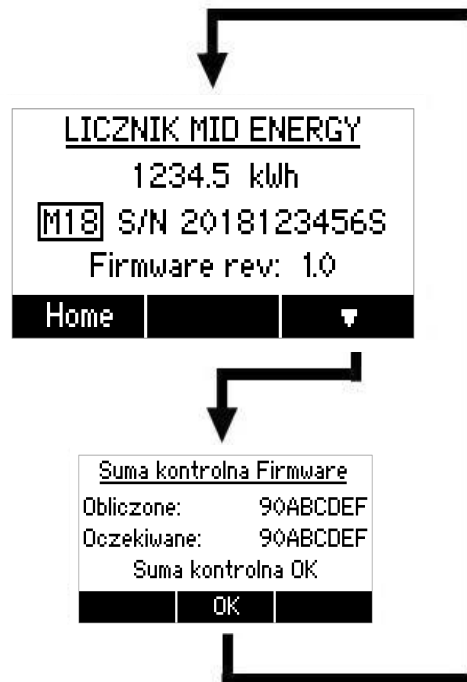 LICZNIK MID ENERGY
1234.5 kWh
M18 S/N 2018123456S
Firmware rev: 1.0
Home ▼
Suma kontrolna Firmware
Obliczone: 90ABCDEF
Oczekiwane: 90ABCDEF
Suma kontrolna OK
OK